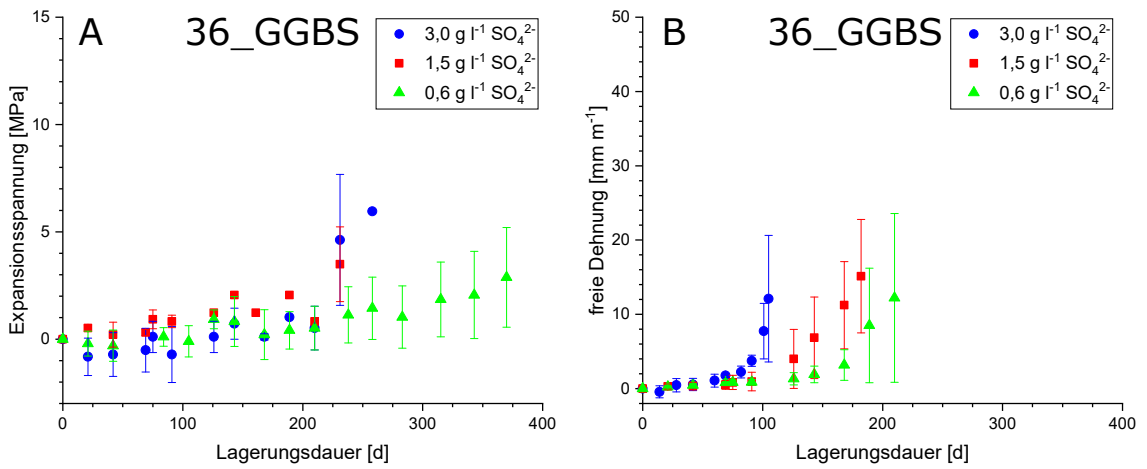 A 36_GGBS
3,0 g l⁻¹ SO₄²⁻
1,5 g l⁻¹ SO₄²⁻
0,6 g l⁻¹ SO₄²⁻
Expansionsspannung [MPa]
15
10
5
0
0 100 200 300 400
Lagerungsdauer [d]
B 36_GGBS
3,0 g l⁻¹ SO₄²⁻
1,5 g l⁻¹ SO₄²⁻
0,6 g l⁻¹ SO₄²⁻
freie Dehnung [mm m⁻¹]
50
40
30
20
10
0
0 100 200 300 400
Lagerungsdauer [d]